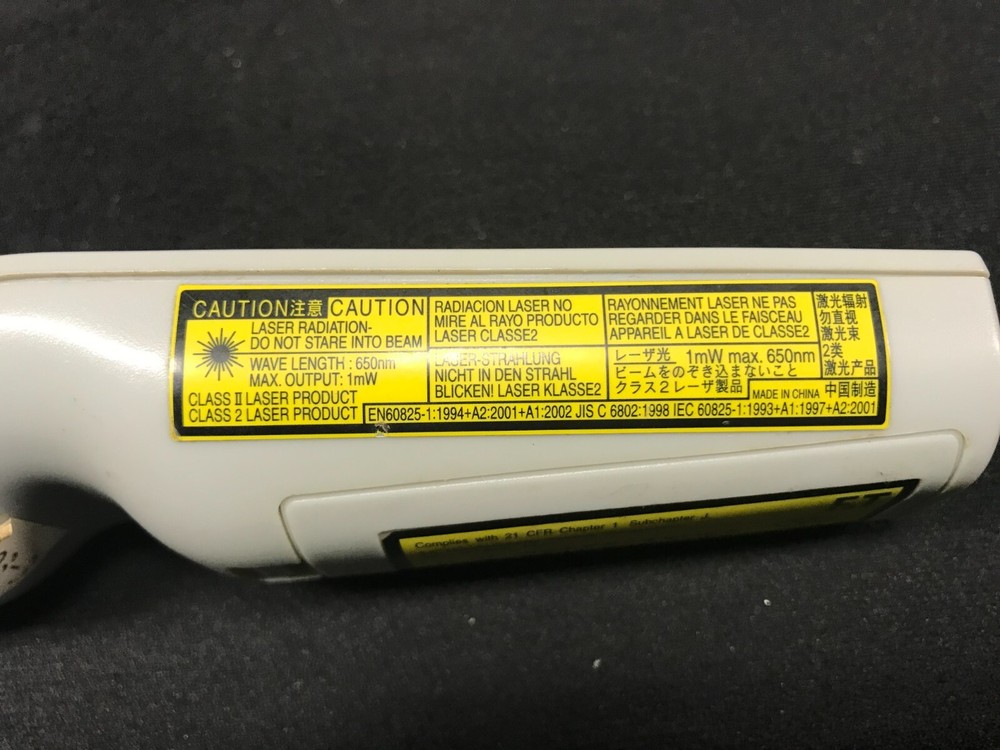 CAUTION注意 CAUTION
LASER RADIATION-
DO NOT STARE INTO BEAM
WAVE LENGTH : 650nm
MAX. OUTPUT: 1mW
CLASS II LASER PRODUCT
CLASS 2 LASER PRODUCT
RADIACION LASER NO
MIRE AL RAYO PRODUCTO
LASER CLASSE2
LASER-STRAHLUNG
NICHT IN DEN STRAHL
BLICKEN! LASER KLASSE2
RAYONNEMENT LASER NE PAS
REGARDER DANS LE FAISCEAU
APPAREIL A LASER DE CLASSE2
レーザ光 1mW max. 650nm
ビームをのぞき込まないこと
クラス2レーザ製品
激光辐射
勿直视
激光束
2类
激光产品
MADE IN CHINA 中国制造
EN60825-1:1994+A2:2001+A1:2002 JIS C 6802:1998 IEC 60825-1:1993+A1:1997+A2:2001
Complies with 21 CFR Chapter 1 Subchapter J